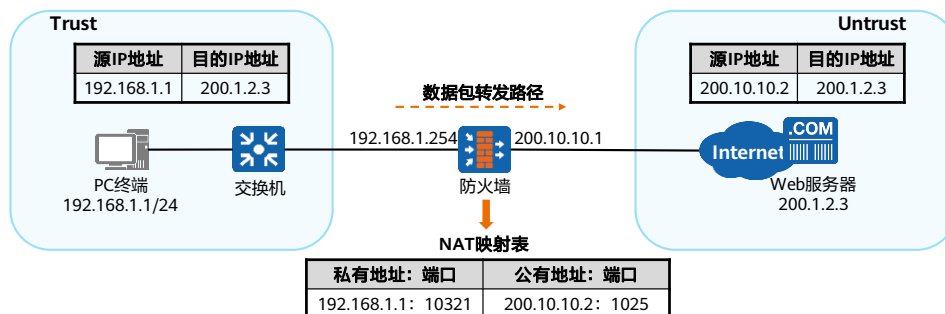 Trust
Untrust
源IP地址 目的IP地址
192.168.1.1 200.1.2.3
源IP地址 目的IP地址
200.10.10.2 200.1.2.3
数据包转发路径
192.168.1.254 200.10.10.1
.COM
Internet
PC终端
192.168.1.1/24
交换机
防火墙
Web服务器
200.1.2.3
NAT映射表
私有地址：端口 公有地址：端口
192.168.1.1：10321 200.10.10.2：1025